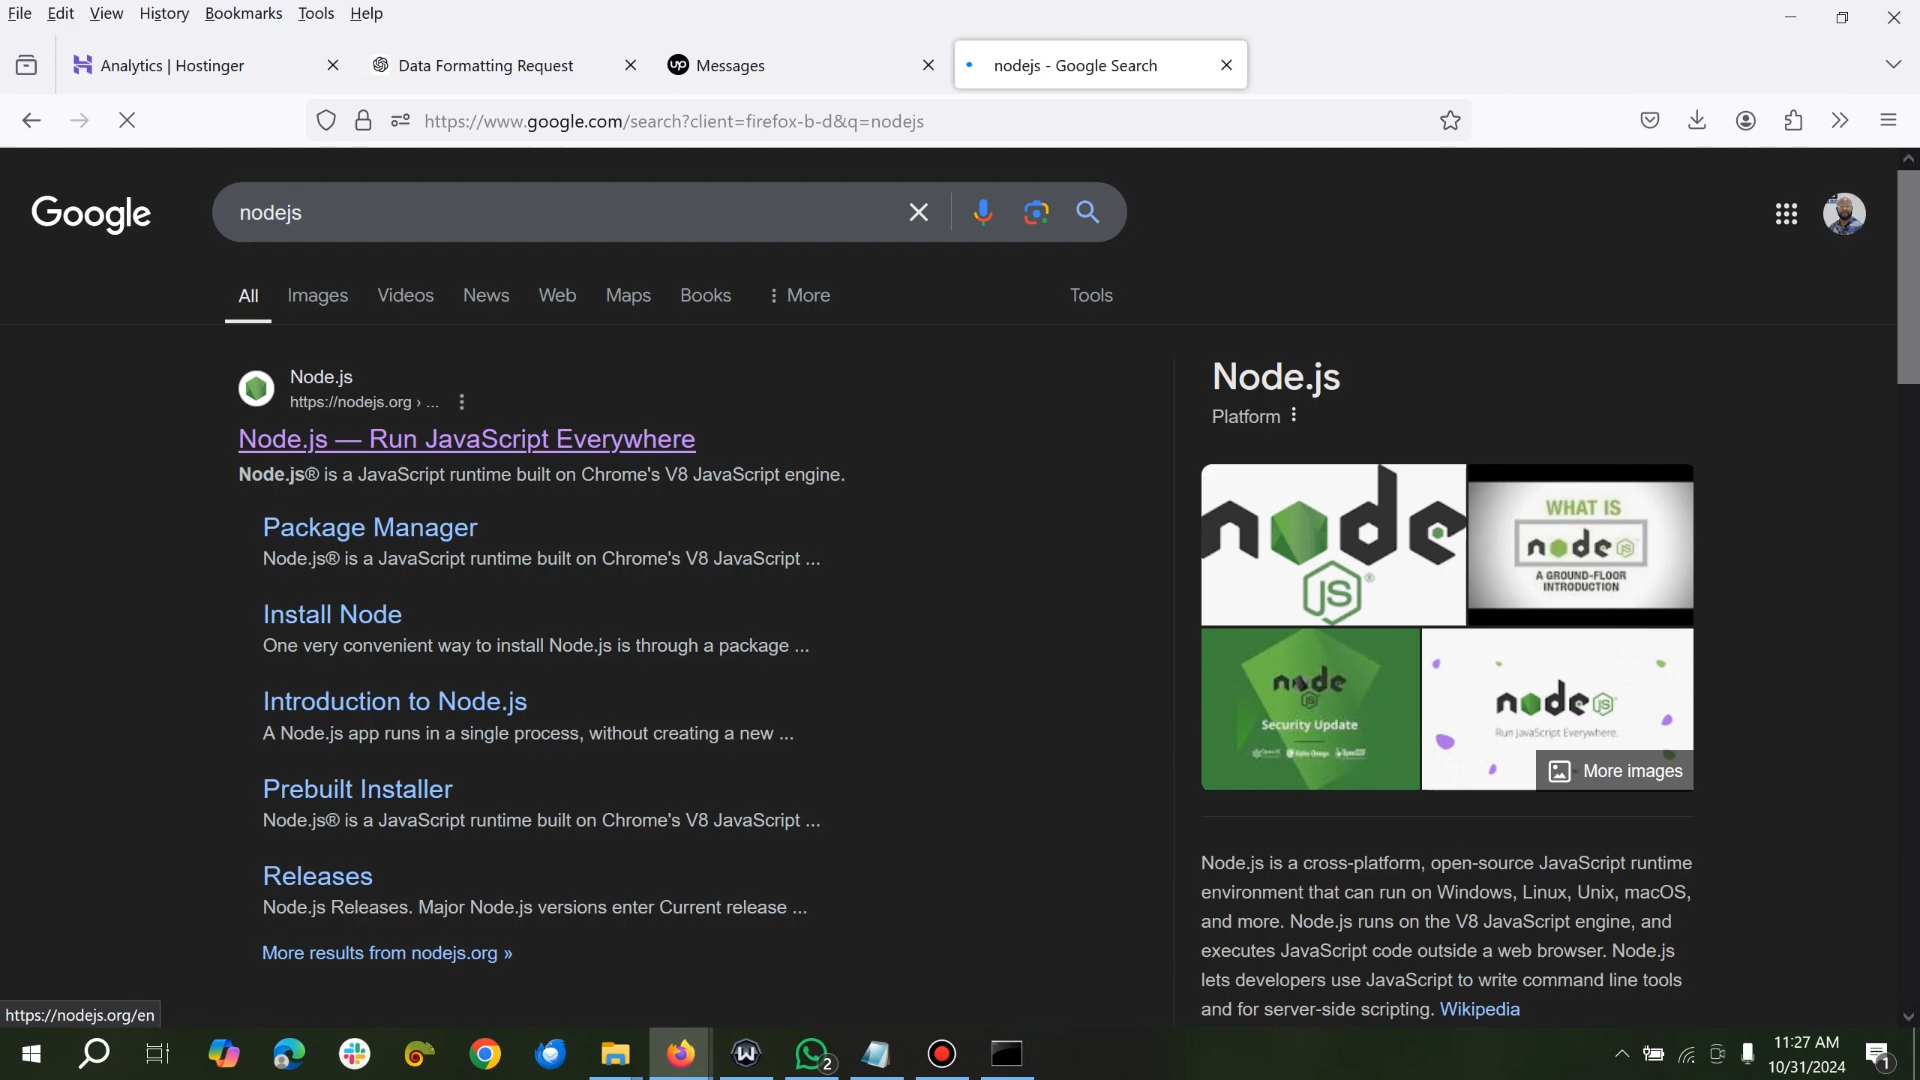 File Edit View History Bookmarks Tools Help
Analytics | Hostinger
Data Formatting Request
Messages
nodejs - Google Search
https://www.google.com/search?client=firefox-b-d&q=nodejs
Google
nodejs
All Images Videos News Web Maps Books More Tools
Node.js
https://nodejs.org › ...
Node.js — Run JavaScript Everywhere
Node.js® is a JavaScript runtime built on Chrome's V8 JavaScript engine.
Package Manager
Node.js® is a JavaScript runtime built on Chrome's V8 JavaScript ...
Install Node
One very convenient way to install Node.js is through a package ...
Introduction to Node.js
A Node.js app runs in a single process, without creating a new ...
Prebuilt Installer
Node.js® is a JavaScript runtime built on Chrome's V8 JavaScript ...
Releases
Node.js Releases. Major Node.js versions enter Current release ...
More results from nodejs.org »
Node.js
Platform
node
JS®
WHAT IS
node JS
A GROUND-FLOOR
INTRODUCTION
node
JS
Security Update
node JS
Run JavaScript Everywhere.
More images
Node.js is a cross-platform, open-source JavaScript runtime
environment that can run on Windows, Linux, Unix, macOS,
and more. Node.js runs on the V8 JavaScript engine, and
executes JavaScript code outside a web browser. Node.js
lets developers use JavaScript to write command line tools
and for server-side scripting. Wikipedia
https://nodejs.org/en
2
11:27 AM
10/31/2024
1